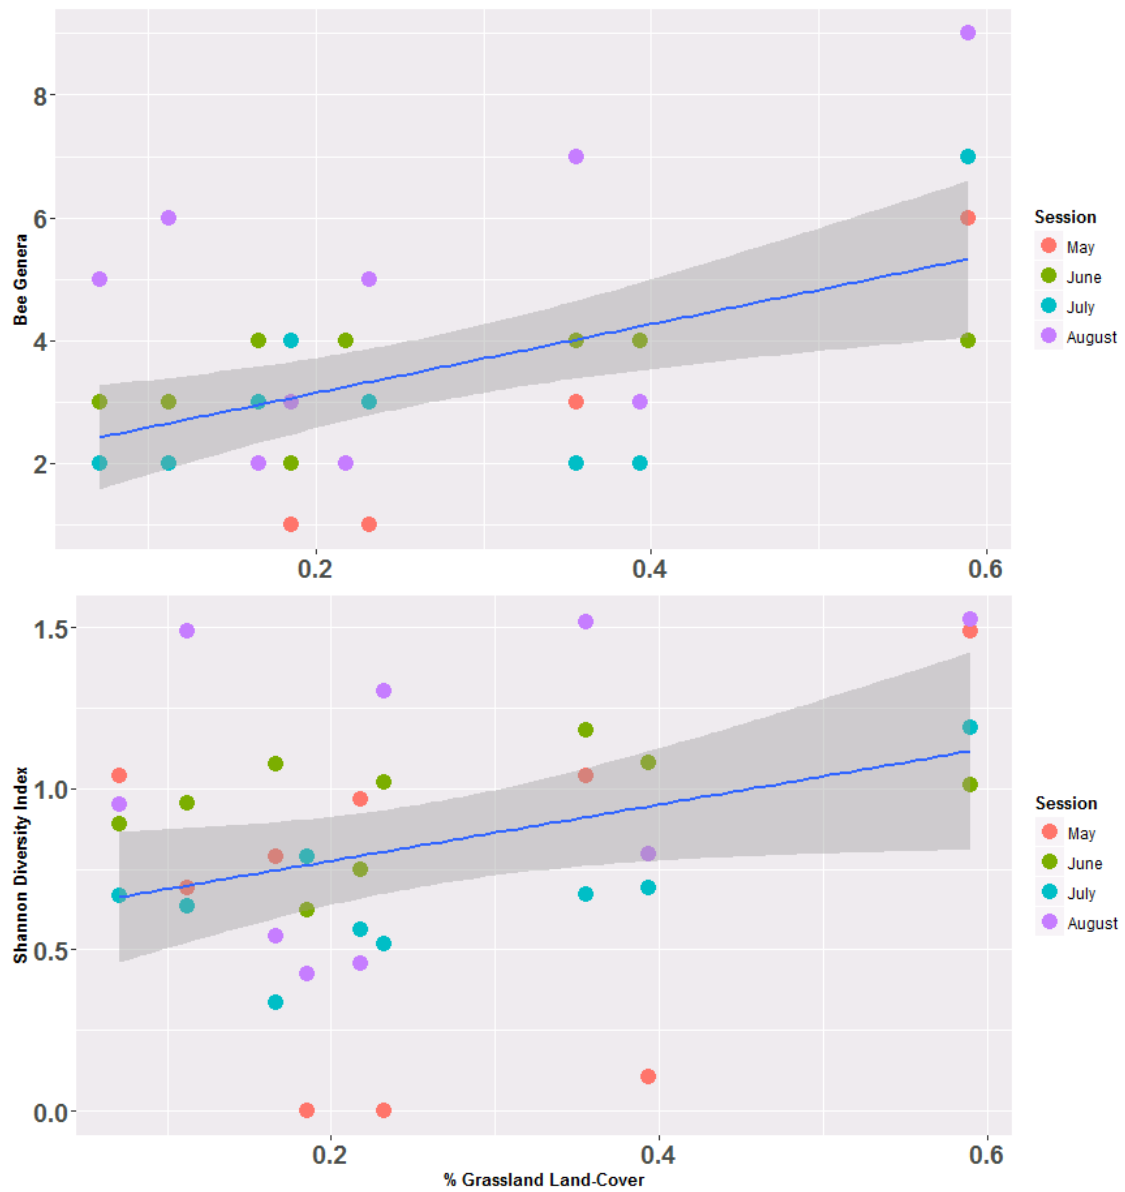 8
6
4
2
Bee Genera
0.2
0.4
0.6
Session
May
June
July
August
1.5
1.0
0.5
0.0
Shannon Diversity Index
0.2
0.4
0.6
% Grassland Land-Cover
Session
May
June
July
August